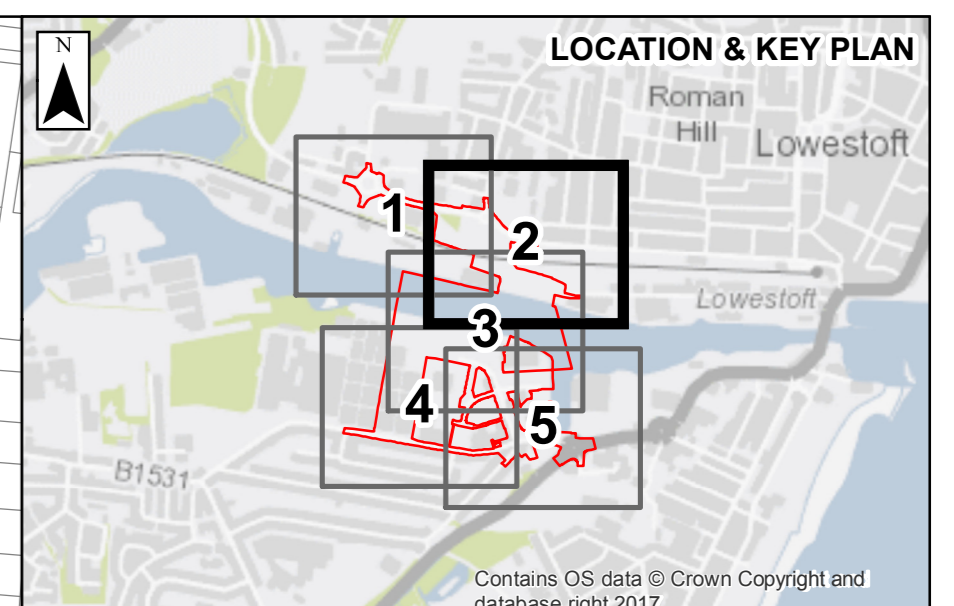 N
LOCATION & KEY PLAN
Roman
Hill
Lowestoft
1
2
Lowestoft
3
4
5
B1531
Contains OS data © Crown Copyright and
database right 2017